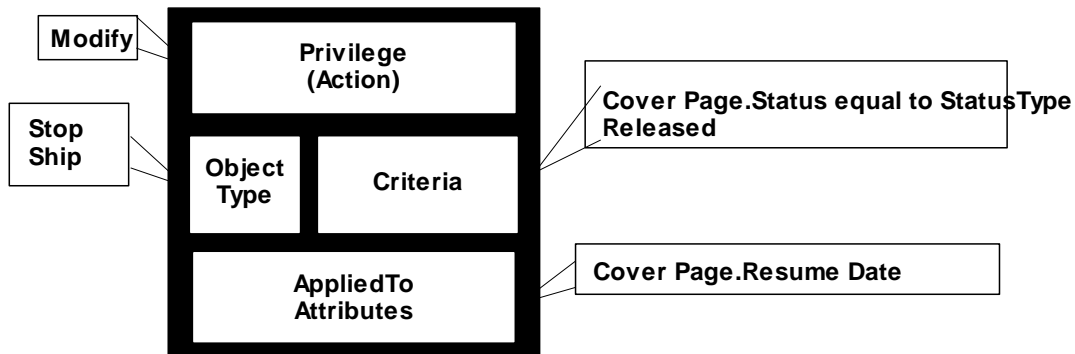 Modify
Privilege
(Action)
Cover Page.Status equal to StatusType
Released
Stop
Ship
Object
Type
Criteria
AppliedTo
Attributes
Cover Page.Resume Date